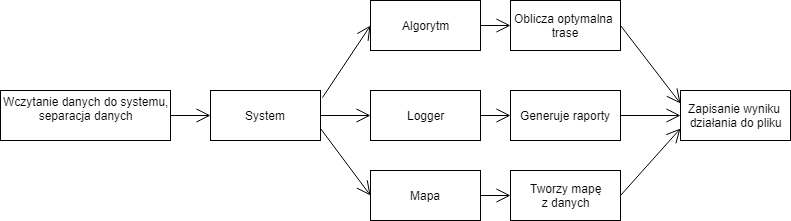 Wczytanie danych do systemu,
separacja danych
System
Algorytm
Oblicza optymalna
trase
Logger
Generuje raporty
Mapa
Tworzy mapę
z danych
Zapisanie wyniku
działania do pliku